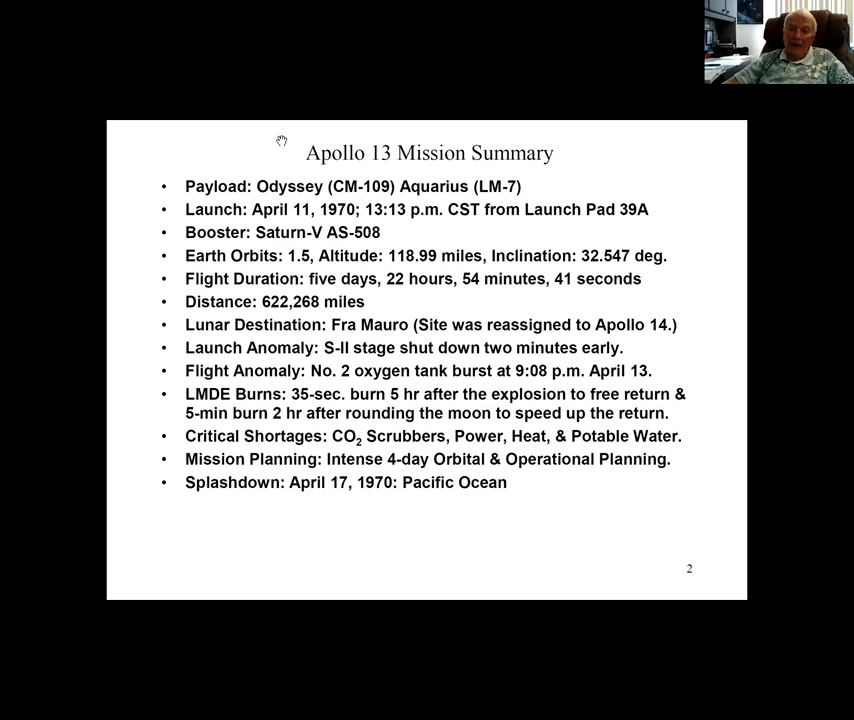 Apollo 13 Mission Summary
• Payload: Odyssey (CM-109) Aquarius (LM-7)
• Launch: April 11, 1970; 13:13 p.m. CST from Launch Pad 39A
• Booster: Saturn-V AS-508
• Earth Orbits: 1.5, Altitude: 118.99 miles, Inclination: 32.547 deg.
• Flight Duration: five days, 22 hours, 54 minutes, 41 seconds
• Distance: 622,268 miles
• Lunar Destination: Fra Mauro (Site was reassigned to Apollo 14.)
• Launch Anomaly: S-II stage shut down two minutes early.
• Flight Anomaly: No. 2 oxygen tank burst at 9:08 p.m. April 13.
• LMDE Burns: 35-sec. burn 5 hr after the explosion to free return &
5-min burn 2 hr after rounding the moon to speed up the return.
• Critical Shortages: CO₂ Scrubbers, Power, Heat, & Potable Water.
• Mission Planning: Intense 4-day Orbital & Operational Planning.
• Splashdown: April 17, 1970: Pacific Ocean
2